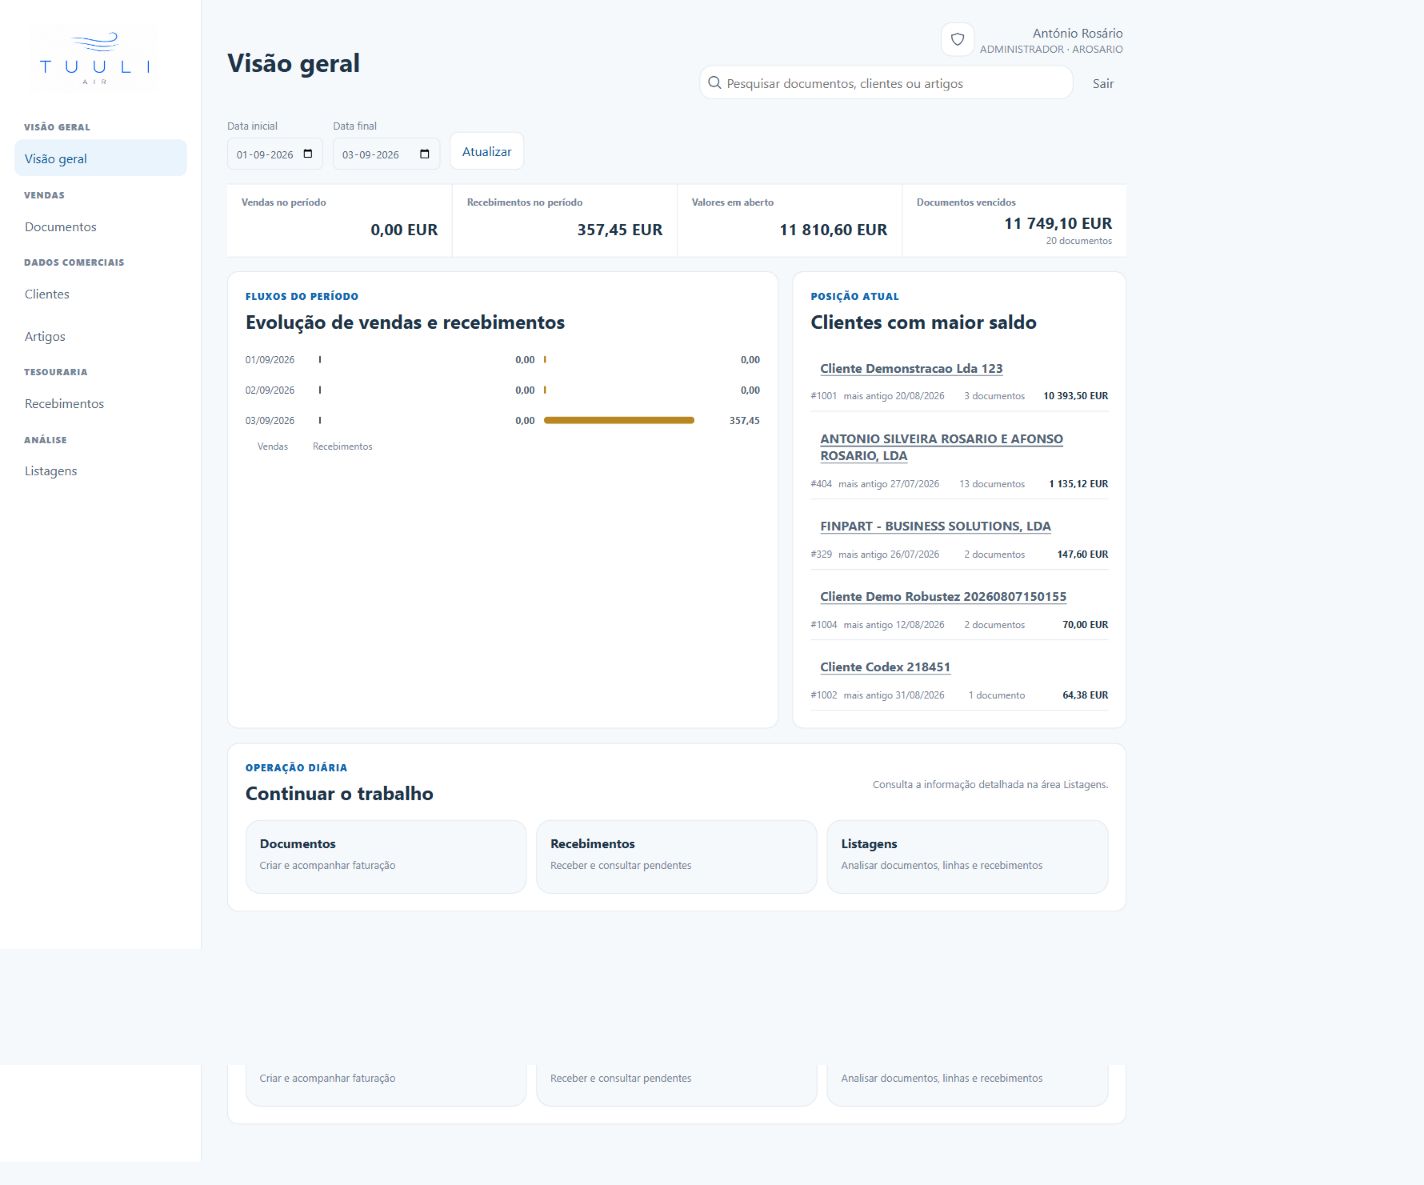 TUULI
AIR
VISÃO GERAL
Visão geral
VENDAS
Documentos
DADOS COMERCIAIS
Clientes
Artigos
TESOURARIA
Recebimentos
ANÁLISE
Listagens
Visão geral
António Rosário
ADMINISTRADOR · AROSARIO
Pesquisar documentos, clientes ou artigos
Sair
Data inicial
Data final
01-09-2026
03-09-2026
Atualizar
Vendas no período
0,00 EUR
Recebimentos no período
357,45 EUR
Valores em aberto
11 810,60 EUR
Documentos vencidos
11 749,10 EUR
20 documentos
FLUXOS DO PERÍODO
Evolução de vendas e recebimentos
01/09/2026 0,00 0,00
02/09/2026 0,00 0,00
03/09/2026 0,00 357,45
Vendas Recebimentos
POSIÇÃO ATUAL
Clientes com maior saldo
Cliente Demonstracao Lda 123
#1001 mais antigo 20/08/2026 3 documentos 10 393,50 EUR
ANTONIO SILVEIRA ROSARIO E AFONSO
ROSARIO, LDA
#404 mais antigo 27/07/2026 13 documentos 1 135,12 EUR
FINPART - BUSINESS SOLUTIONS, LDA
#329 mais antigo 26/07/2026 2 documentos 147,60 EUR
Cliente Demo Robustez 20260807150155
#1004 mais antigo 12/08/2026 2 documentos 70,00 EUR
Cliente Codex 218451
#1002 mais antigo 31/08/2026 1 documento 64,38 EUR
OPERAÇÃO DIÁRIA
Continuar o trabalho
Consulta a informação detalhada na área Listagens.
Documentos
Criar e acompanhar faturação
Recebimentos
Receber e consultar pendentes
Listagens
Analisar documentos, linhas e recebimentos
Criar e acompanhar faturação
Receber e consultar pendentes
Analisar documentos, linhas e recebimentos